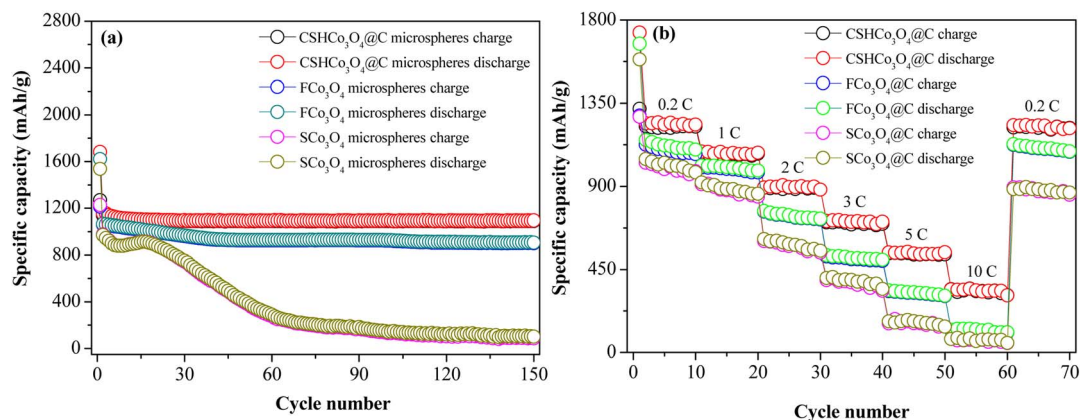 (a)
CSHCo₃O₄@C microspheres charge
CSHCo₃O₄@C microspheres discharge
FCo₃O₄ microspheres charge
FCo₃O₄ microspheres discharge
SCo₃O₄ microspheres charge
SCo₃O₄ microspheres discharge
Specific capacity (mAh/g)
2800
2400
2000
1600
1200
800
400
0
0 30 60 90 120 150
Cycle number
(b)
CSHCo₃O₄@C charge
CSHCo₃O₄@C discharge
FCo₃O₄@C charge
FCo₃O₄@C discharge
SCo₃O₄@C charge
SCo₃O₄@C discharge
0.2 C
1 C
2 C
3 C
5 C
10 C
0.2 C
Specific capacity (mAh/g)
1800
1350
900
450
0
0 10 20 30 40 50 60 70
Cycle number